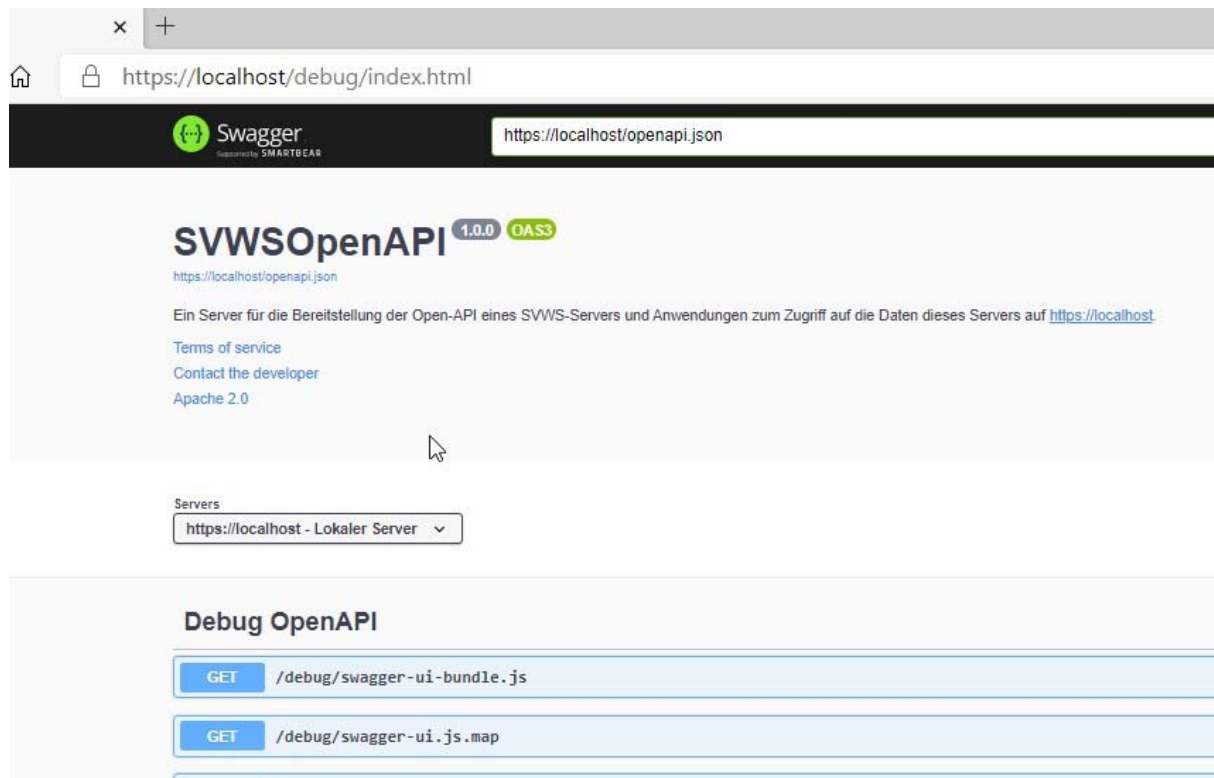 https://localhost/debug/index.html
Swagger
Supported by SMARTBEAR
https://localhost/openapi.json
SVWSOpenAPI 1.0.0 OAS3
https://localhost/openapi.json
Ein Server für die Bereitstellung der Open-API eines SVWS-Servers und Anwendungen zum Zugriff auf die Daten dieses Servers auf https://localhost.
Terms of service
Contact the developer
Apache 2.0
Servers
https://localhost - Lokaler Server
Debug OpenAPI
GET /debug/swagger-ui-bundle.js
GET /debug/swagger-ui.js.map